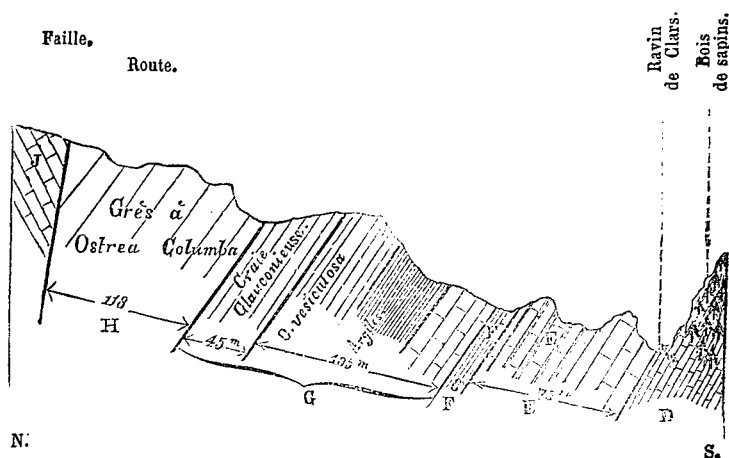 Faille.
Route.
Ravin
de Clars.
Bois
de sapins.
J
Grès à
Ostrea Columba
Craie
Glauconieuse.
O. vesiculosa
Argiles
E
H
45 m
G
F
E
D
N.
S.